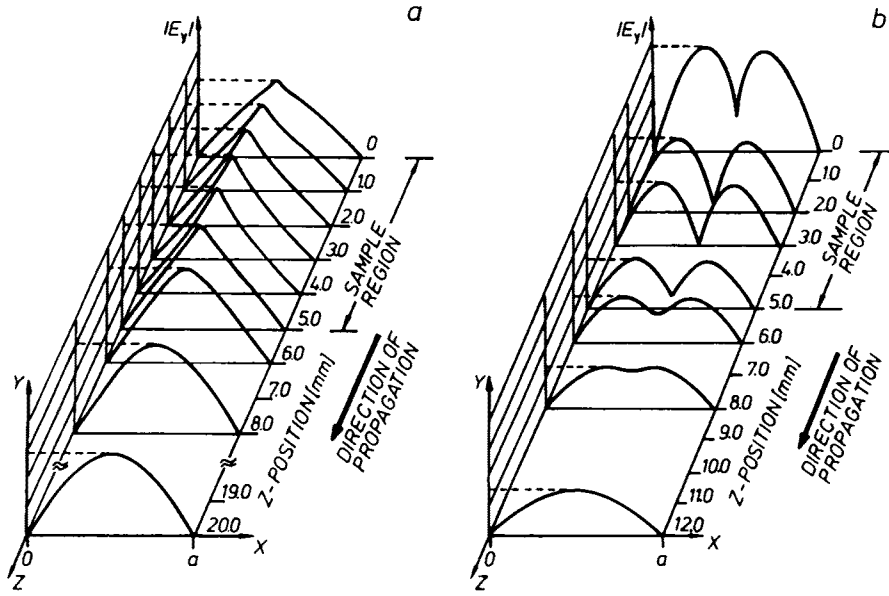 a
|E_y|
0
1.0
2.0
3.0
4.0
5.0
6.0
7.0
8.0
19.0
20.0
SAMPLE
REGION
DIRECTION OF
PROPAGATION
Z-POSITION [mm]
Y
0
a
X
Z
b
|E_y|
0
1.0
2.0
3.0
4.0
5.0
6.0
7.0
8.0
9.0
10.0
11.0
12.0
SAMPLE
REGION
DIRECTION OF
PROPAGATION
Z-POSITION [mm]
Y
0
a
X
Z